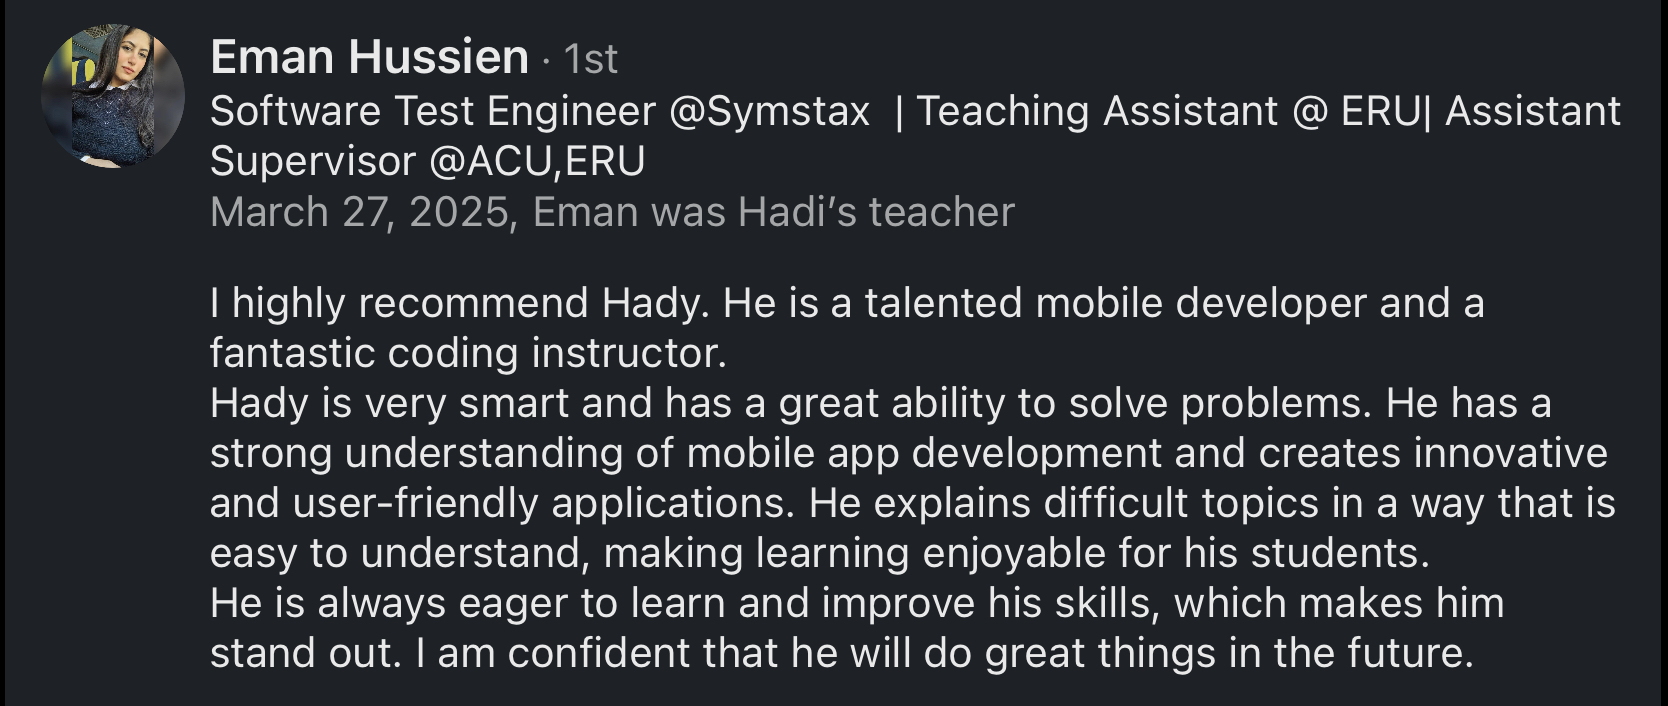 Eman Hussien · 1st
Software Test Engineer @Symstax | Teaching Assistant @ ERU| Assistant
Supervisor @ACU,ERU
March 27, 2025, Eman was Hadi’s teacher
I highly recommend Hady. He is a talented mobile developer and a
fantastic coding instructor.
Hady is very smart and has a great ability to solve problems. He has a
strong understanding of mobile app development and creates innovative
and user-friendly applications. He explains difficult topics in a way that is
easy to understand, making learning enjoyable for his students.
He is always eager to learn and improve his skills, which makes him
stand out. I am confident that he will do great things in the future.